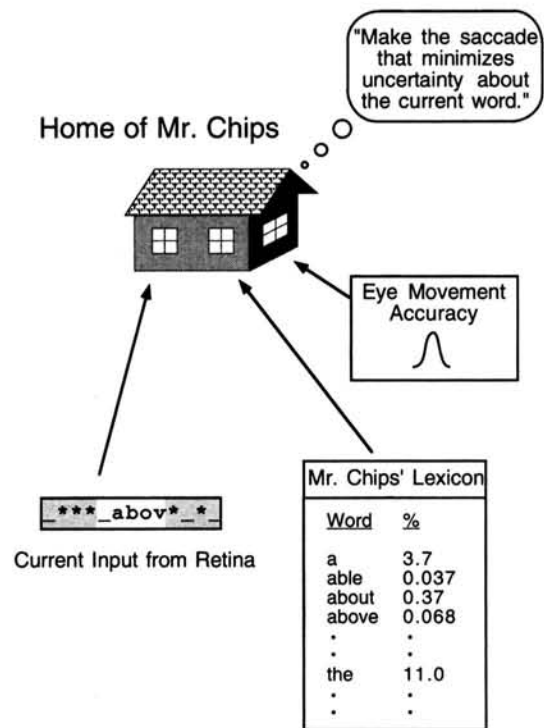 "Make the saccade
that minimizes
uncertainty about
the current word."
Home of Mr. Chips
Eye Movement
Accuracy
_***_abov*_*_
Current Input from Retina
Mr. Chips' Lexicon
Word %
a 3.7
able 0.037
about 0.37
above 0.068
. .
. .
the 11.0
. .
. .